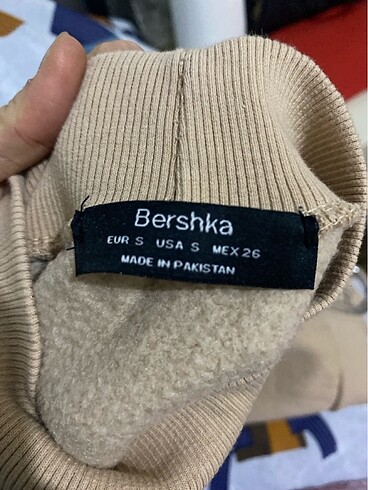 Bershka
EUR S USA S MEX 26
MADE IN PAKISTAN